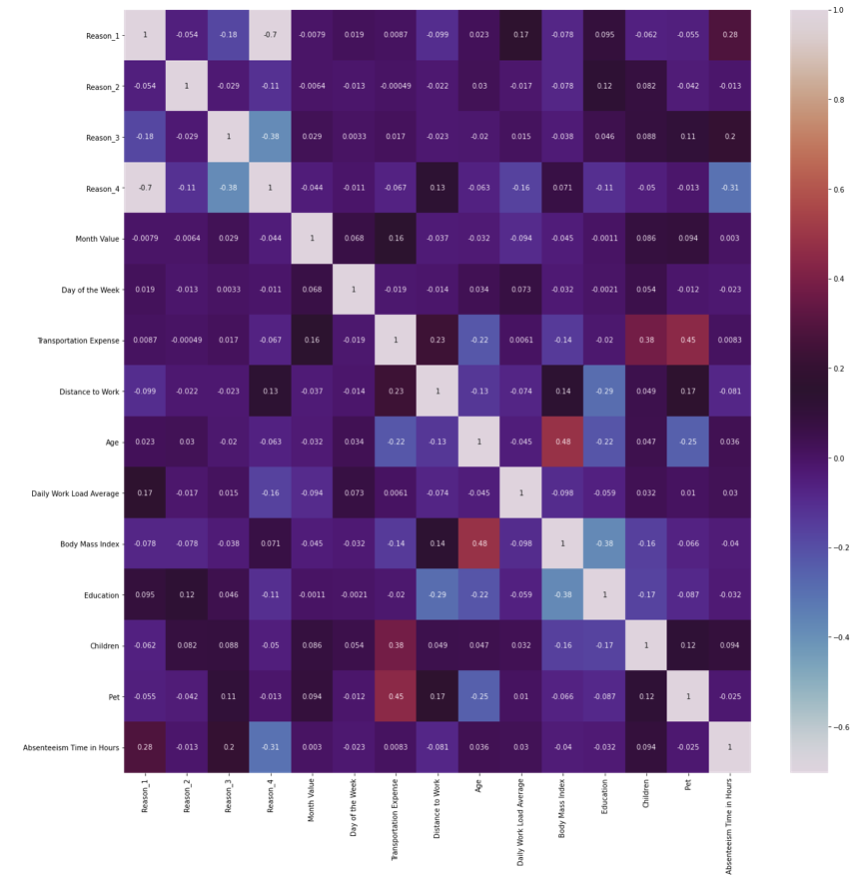 Reason_1 1 -0.054 -0.18 -0.7 -0.0079 0.019 0.0087 -0.099 0.023 0.17 -0.078 0.095 -0.062 -0.055 0.28
Reason_2 -0.054 1 -0.029 -0.11 -0.0064 -0.013 -0.00049 -0.022 0.03 -0.017 -0.078 0.12 0.082 -0.042 -0.013
Reason_3 -0.18 -0.029 1 -0.38 0.029 0.0033 0.017 -0.023 -0.02 0.015 -0.038 0.046 0.088 0.11 0.2
Reason_4 -0.7 -0.11 -0.38 1 -0.044 -0.011 -0.067 0.13 -0.063 -0.16 0.071 -0.11 -0.05 -0.013 -0.31
Month Value -0.0079 -0.0064 0.029 -0.044 1 0.068 0.16 -0.037 -0.032 -0.094 -0.045 -0.0011 0.086 0.094 0.003
Day of the Week 0.019 -0.013 0.0033 -0.011 0.068 1 -0.019 -0.014 0.034 0.073 -0.032 -0.0021 0.054 -0.012 -0.023
Transportation Expense 0.0087 -0.00049 0.017 -0.067 0.16 -0.019 1 0.23 -0.22 0.0061 -0.14 -0.02 0.38 0.45 0.0083
Distance to Work -0.099 -0.022 -0.023 0.13 -0.037 -0.014 0.23 1 -0.13 -0.074 0.14 -0.29 0.049 0.17 -0.081
Age 0.023 0.03 -0.02 -0.063 -0.032 0.034 -0.22 -0.13 1 -0.045 0.48 -0.22 0.047 -0.25 0.036
Daily Work Load Average 0.17 -0.017 0.015 -0.16 -0.094 0.073 0.0061 -0.074 -0.045 1 -0.098 -0.059 0.032 0.01 0.03
Body Mass Index -0.078 -0.078 -0.038 0.071 -0.045 -0.032 -0.14 0.14 0.48 -0.098 1 -0.38 -0.16 -0.066 -0.04
Education 0.095 0.12 0.046 -0.11 -0.0011 -0.0021 -0.02 -0.29 -0.22 -0.059 -0.38 1 -0.17 -0.087 -0.032
Children -0.062 0.082 0.088 -0.05 0.086 0.054 0.38 0.049 0.047 0.032 -0.16 -0.17 1 0.12 0.094
Pet -0.055 -0.042 0.11 -0.013 0.094 -0.012 0.45 0.17 -0.25 0.01 -0.066 -0.087 0.12 1 -0.025
Absenteeism Time in Hours 0.28 -0.013 0.2 -0.31 0.003 -0.023 0.0083 -0.081 0.036 0.03 -0.04 -0.032 0.094 -0.025 1
Reason_1
Reason_2
Reason_3
Reason_4
Month Value
Day of the Week
Transportation Expense
Distance to Work
Age
Daily Work Load Average
Body Mass Index
Education
Children
Pet
Absenteeism Time in Hours
1.0
0.8
0.6
0.4
0.2
0.0
−0.2
−0.4
−0.6